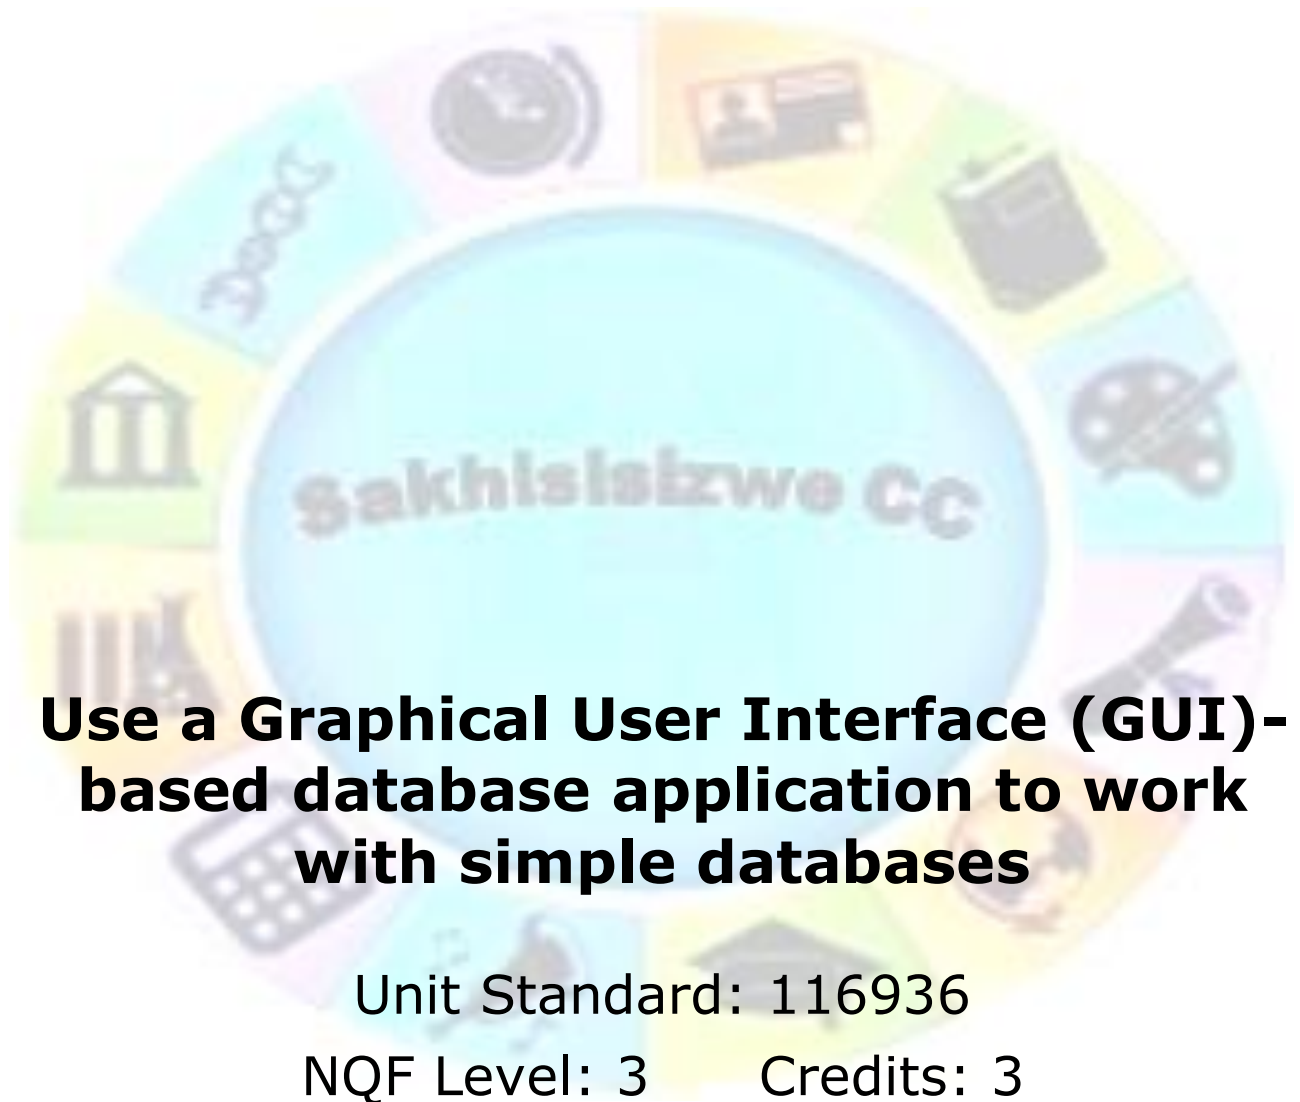 Sakhisisizwe CC
Use a Graphical User Interface (GUI)-
based database application to work
with simple databases
Unit Standard: 116936
NQF Level: 3 Credits: 3